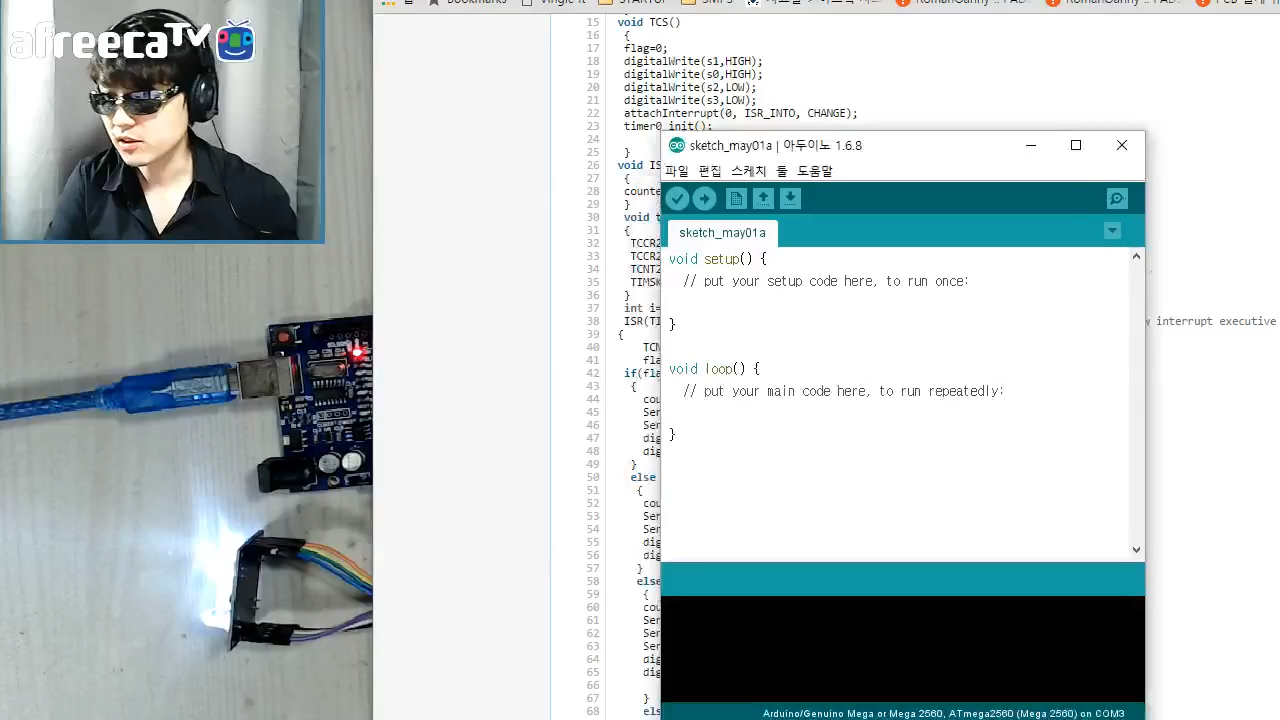 afreecaTV
Bookmarks
15 void TCS()
16 {
17 flag=0;
18 digitalWrite(s1,HIGH);
19 digitalWrite(s0,HIGH);
20 digitalWrite(s2,LOW);
21 digitalWrite(s3,LOW);
22 attachInterrupt(0, ISR_INTO, CHANGE);
23 timer0_init();
24
25 }
26 void IS
27 {
28 counte
29 }
30 void t
31 {
32 TCCR2
33 TCCR2
34 TCNT2
35 TIMSK
36 }
37 int i=
38 ISR(TI w interrupt executive
39 {
40 TCN
41 fla
42 if(fla
43 {
44 cou
45 Ser
46 Ser
47 dig
48 dig
49 }
50 else
51 {
52 cou
53 Ser
54 Ser
55 dig
56 dig
57 }
58 else
59 {
60 cou
61 Ser
62 Ser
63 Ser
64 dig
65 dig
66
67 }
68 else
sketch_may01a | 아두이노 1.6.8
파일 편집 스케치 툴 도움말
sketch_may01a
void setup() {
// put your setup code here, to run once:
}
void loop() {
// put your main code here, to run repeatedly:
}
Arduino/Genuino Mega or Mega 2560, ATmega2560 (Mega 2560) on COM3